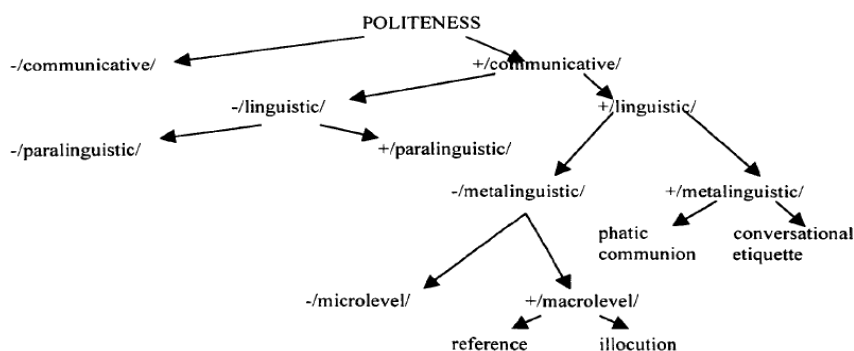 POLITENESS
-/communicative/
+/communicative/
-/linguistic/
+/linguistic/
-/paralinguistic/
+/paralinguistic/
-/metalinguistic/
+/metalinguistic/
phatic
communion
conversational
etiquette
-/microlevel/
+/macrolevel/
reference
illocution